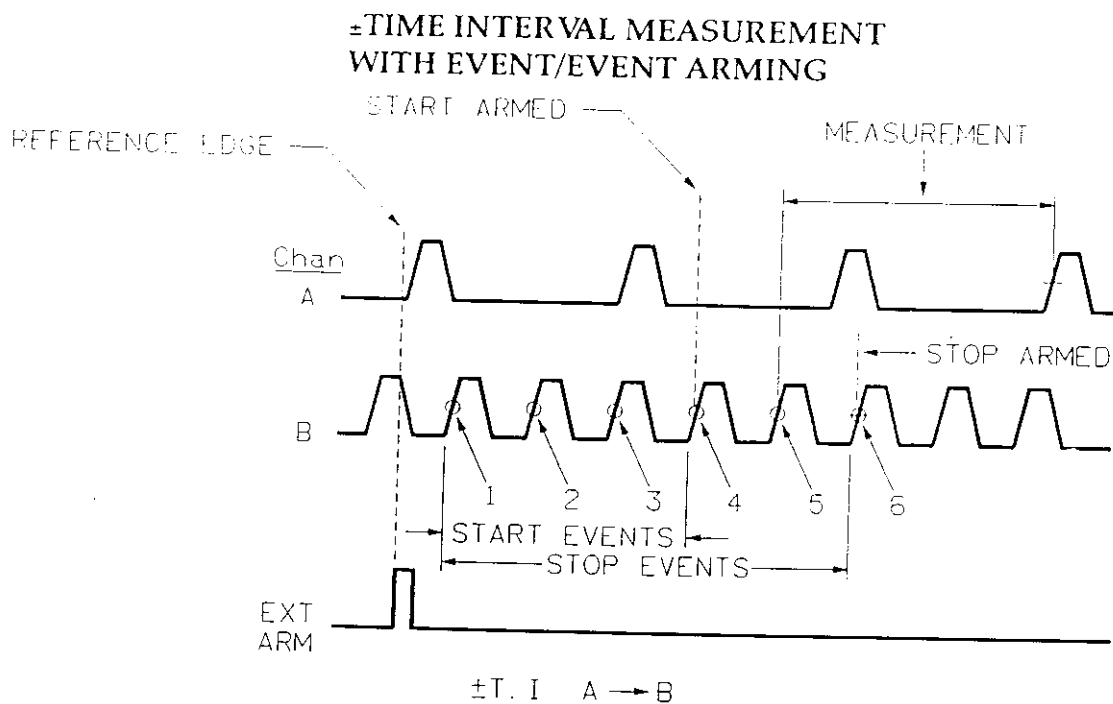 ±TIME INTERVAL MEASUREMENT
WITH EVENT/EVENT ARMING
START ARMED
REFERENCE EDGE
MEASUREMENT
Chan
A
STOP ARMED
B
1 2 3 4 5 6
START EVENTS
STOP EVENTS
EXT
ARM
±T. I A → B